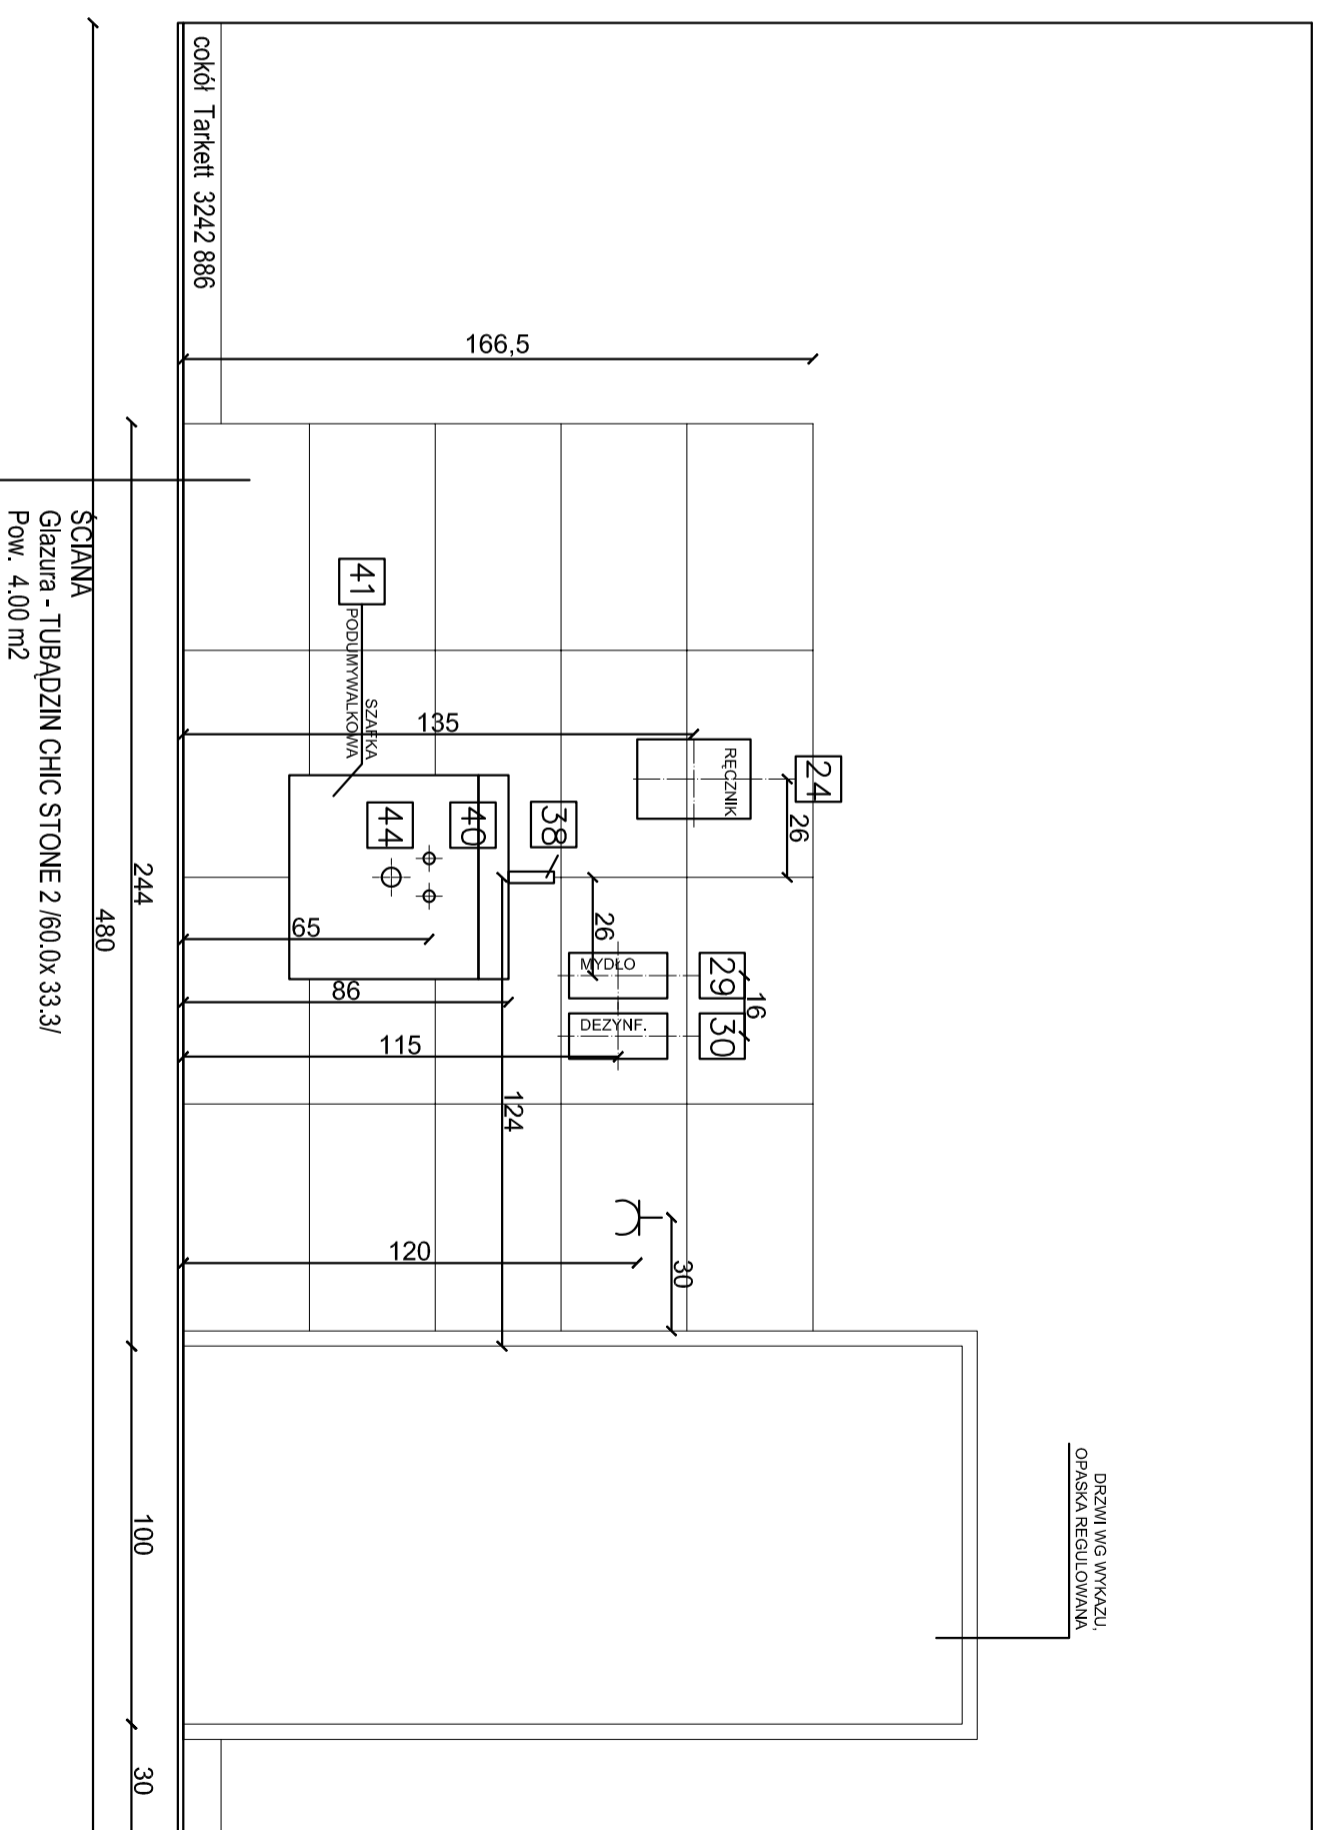 DRZWI WG WYKAZU,
OPASKA REGULOWANA
166,5
24
RĘCZNIK
26
135
41
SZAFKA
PODUMYWALKOWA
38
40
44
26
29
16
30
MYDŁO
DEZYNF.
65
86
115
124
120
30
cokół Tarkett 3242 886
244
100
30
480
ŚCIANA
Glazura - TUBĄDZIN CHIC STONE 2 /60.0x 33.3/
Pow. 4.00 m2